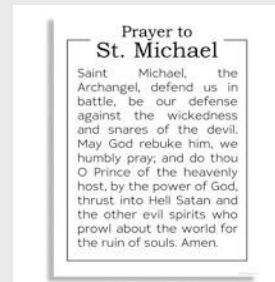 Prayer to
St. Michael
Saint Michael, the
Archangel, defend us in
battle, be our defense
against the wickedness
and snares of the devil.
May God rebuke him, we
humbly pray; and do thou
O Prince of the heavenly
host, by the power of God,
thrust into Hell Satan and
the other evil spirits who
prowl about the world for
the ruin of souls. Amen.